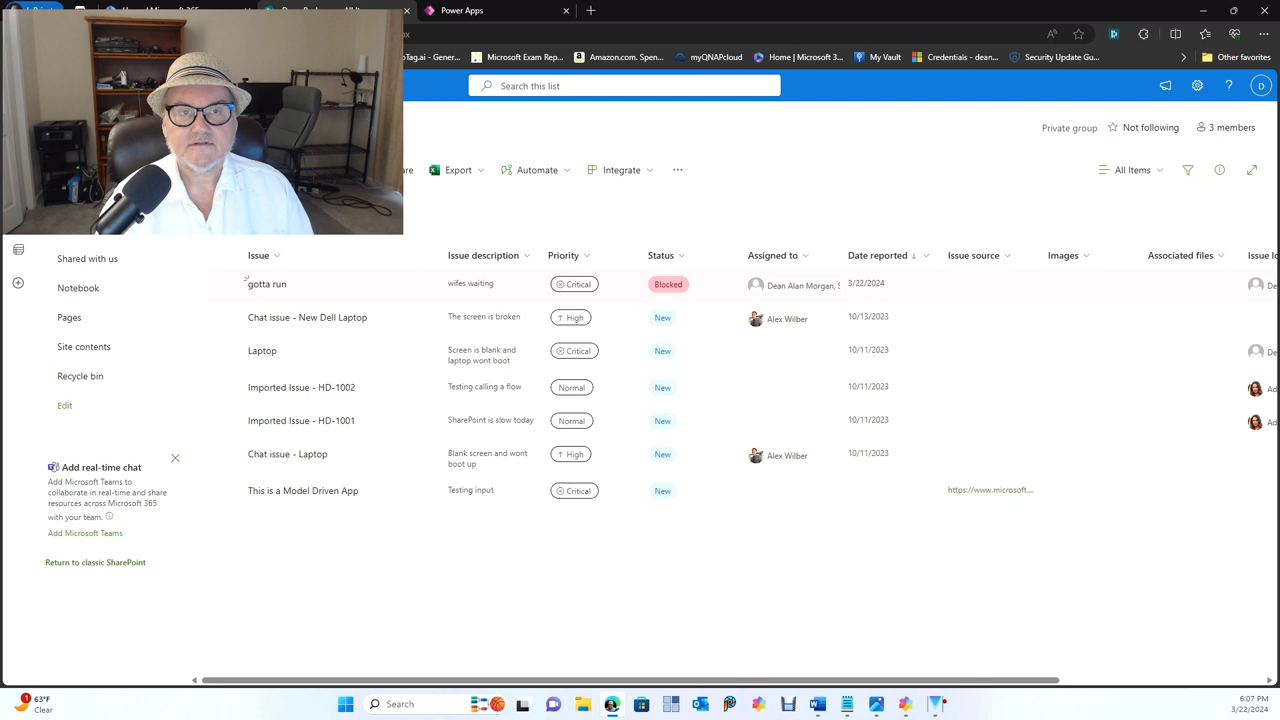 Power Apps
oTag.ai - Gener...
Microsoft Exam Rep...
Amazon.com. Spen...
myQNAPcloud
Home | Microsoft 3...
My Vault
Credentials - dean...
Security Update Gu...
Other favorites
Search this list
D
Private group
Not following
3 members
are
Export
Automate
Integrate
All Items
Shared with us
Notebook
Pages
Site contents
Recycle bin
Edit
Add real-time chat
Add Microsoft Teams to
collaborate in real-time and share
resources across Microsoft 365
with your team.
Add Microsoft Teams
Return to classic SharePoint
Issue Issue description Priority Status Assigned to Date reported Issue source Images Associated files
gotta run wifes waiting Critical Blocked Dean Alan Morgan, S 3/22/2024 De
Chat issue - New Dell Laptop The screen is broken High New Alex Wilber 10/13/2023
Laptop Screen is blank and Critical New 10/11/2023 De
laptop wont boot
Imported Issue - HD-1002 Testing calling a flow Normal New 10/11/2023 Ad
Imported Issue - HD-1001 SharePoint is slow today Normal New 10/11/2023 Ad
Chat issue - Laptop Blank screen and wont High New Alex Wilber 10/11/2023
boot up
This is a Model Driven App Testing input Critical New https://www.microsoft....
1
63°F
Clear
Search
6:07 PM
3/22/2024